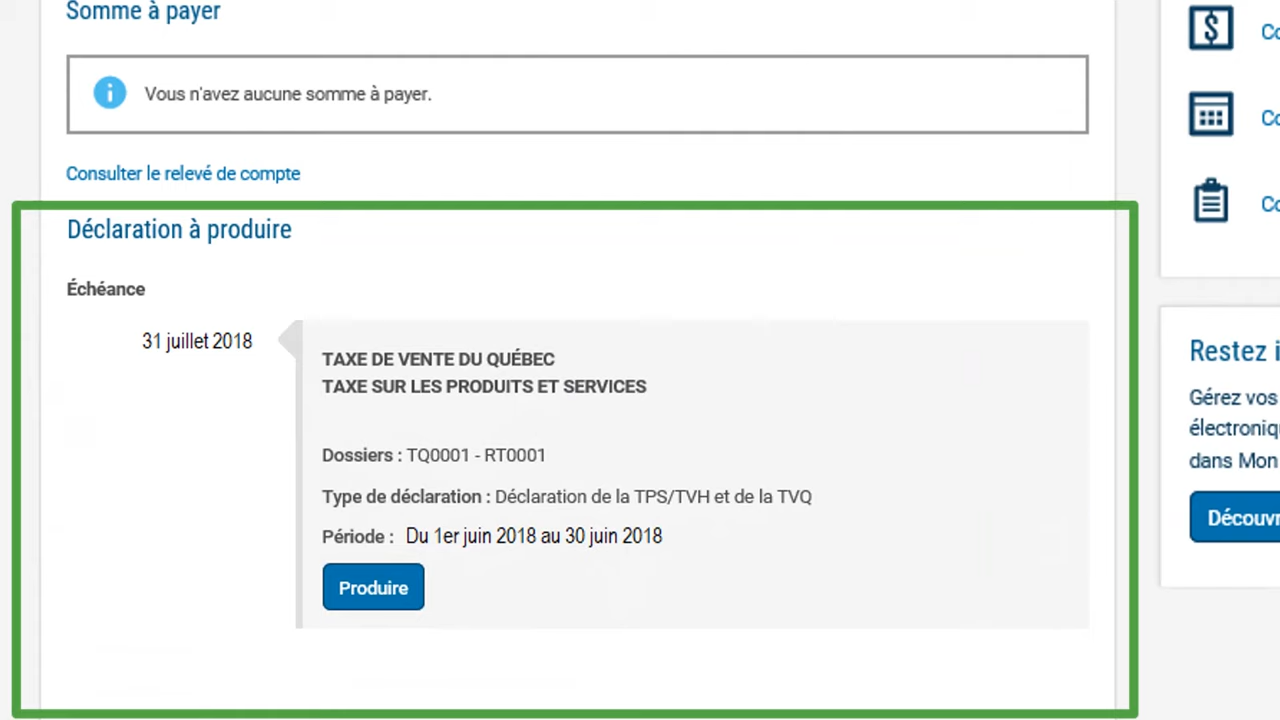 Somme à payer
Vous n'avez aucune somme à payer.
Consulter le relevé de compte
Déclaration à produire
Échéance
31 juillet 2018
TAXE DE VENTE DU QUÉBEC
TAXE SUR LES PRODUITS ET SERVICES
Dossiers : TQ0001 - RT0001
Type de déclaration : Déclaration de la TPS/TVH et de la TVQ
Période : Du 1er juin 2018 au 30 juin 2018
Produire
Restez
Gérez vos
dans Mon